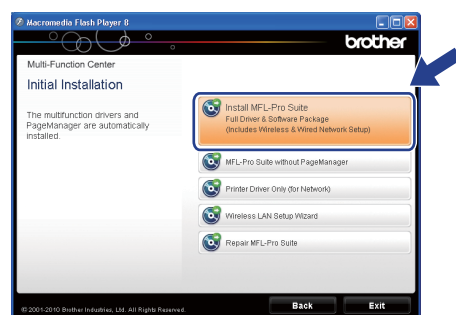 Macromedia Flash Player 8
brother
Multi-Function Center
Initial Installation
The multifunction drivers and
PageManager are automatically
installed.
Install MFL-Pro Suite
Full Driver & Software Package
(Includes Wireless & Wired Network Setup)
MFL-Pro Suite without PageManager
Printer Driver Only (for Network)
Wireless LAN Setup Wizard
Repair MFL-Pro Suite
© 2001-2010 Brother Industries, Ltd. All Rights Reserved.
Back
Exit